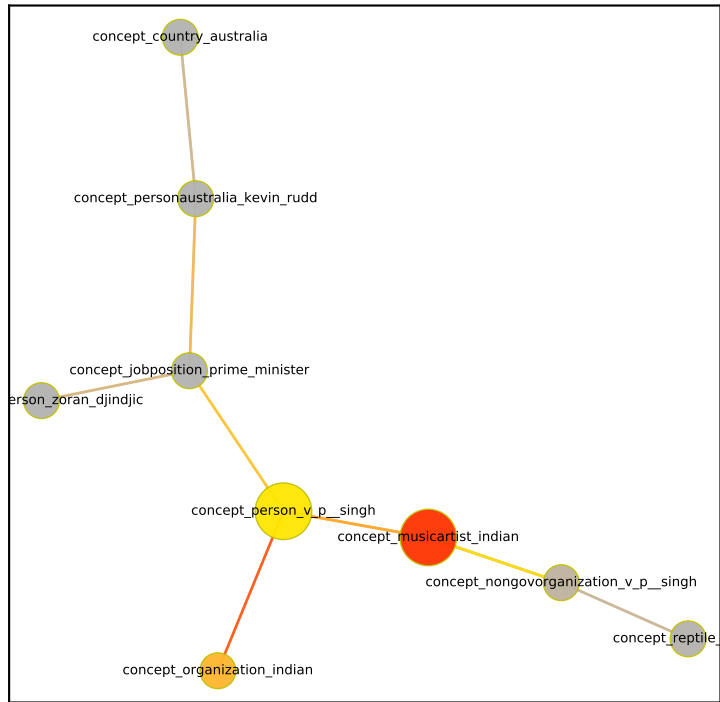 concept_country_australia
concept_personaustralia_kevin_rudd
concept_jobposition_prime_minister
erson_zoran_djindjic
concept_person_v_p__singh
concept_musicartist_indian
concept_nongovorganization_v_p__singh
concept_reptile_
concept_organization_indian